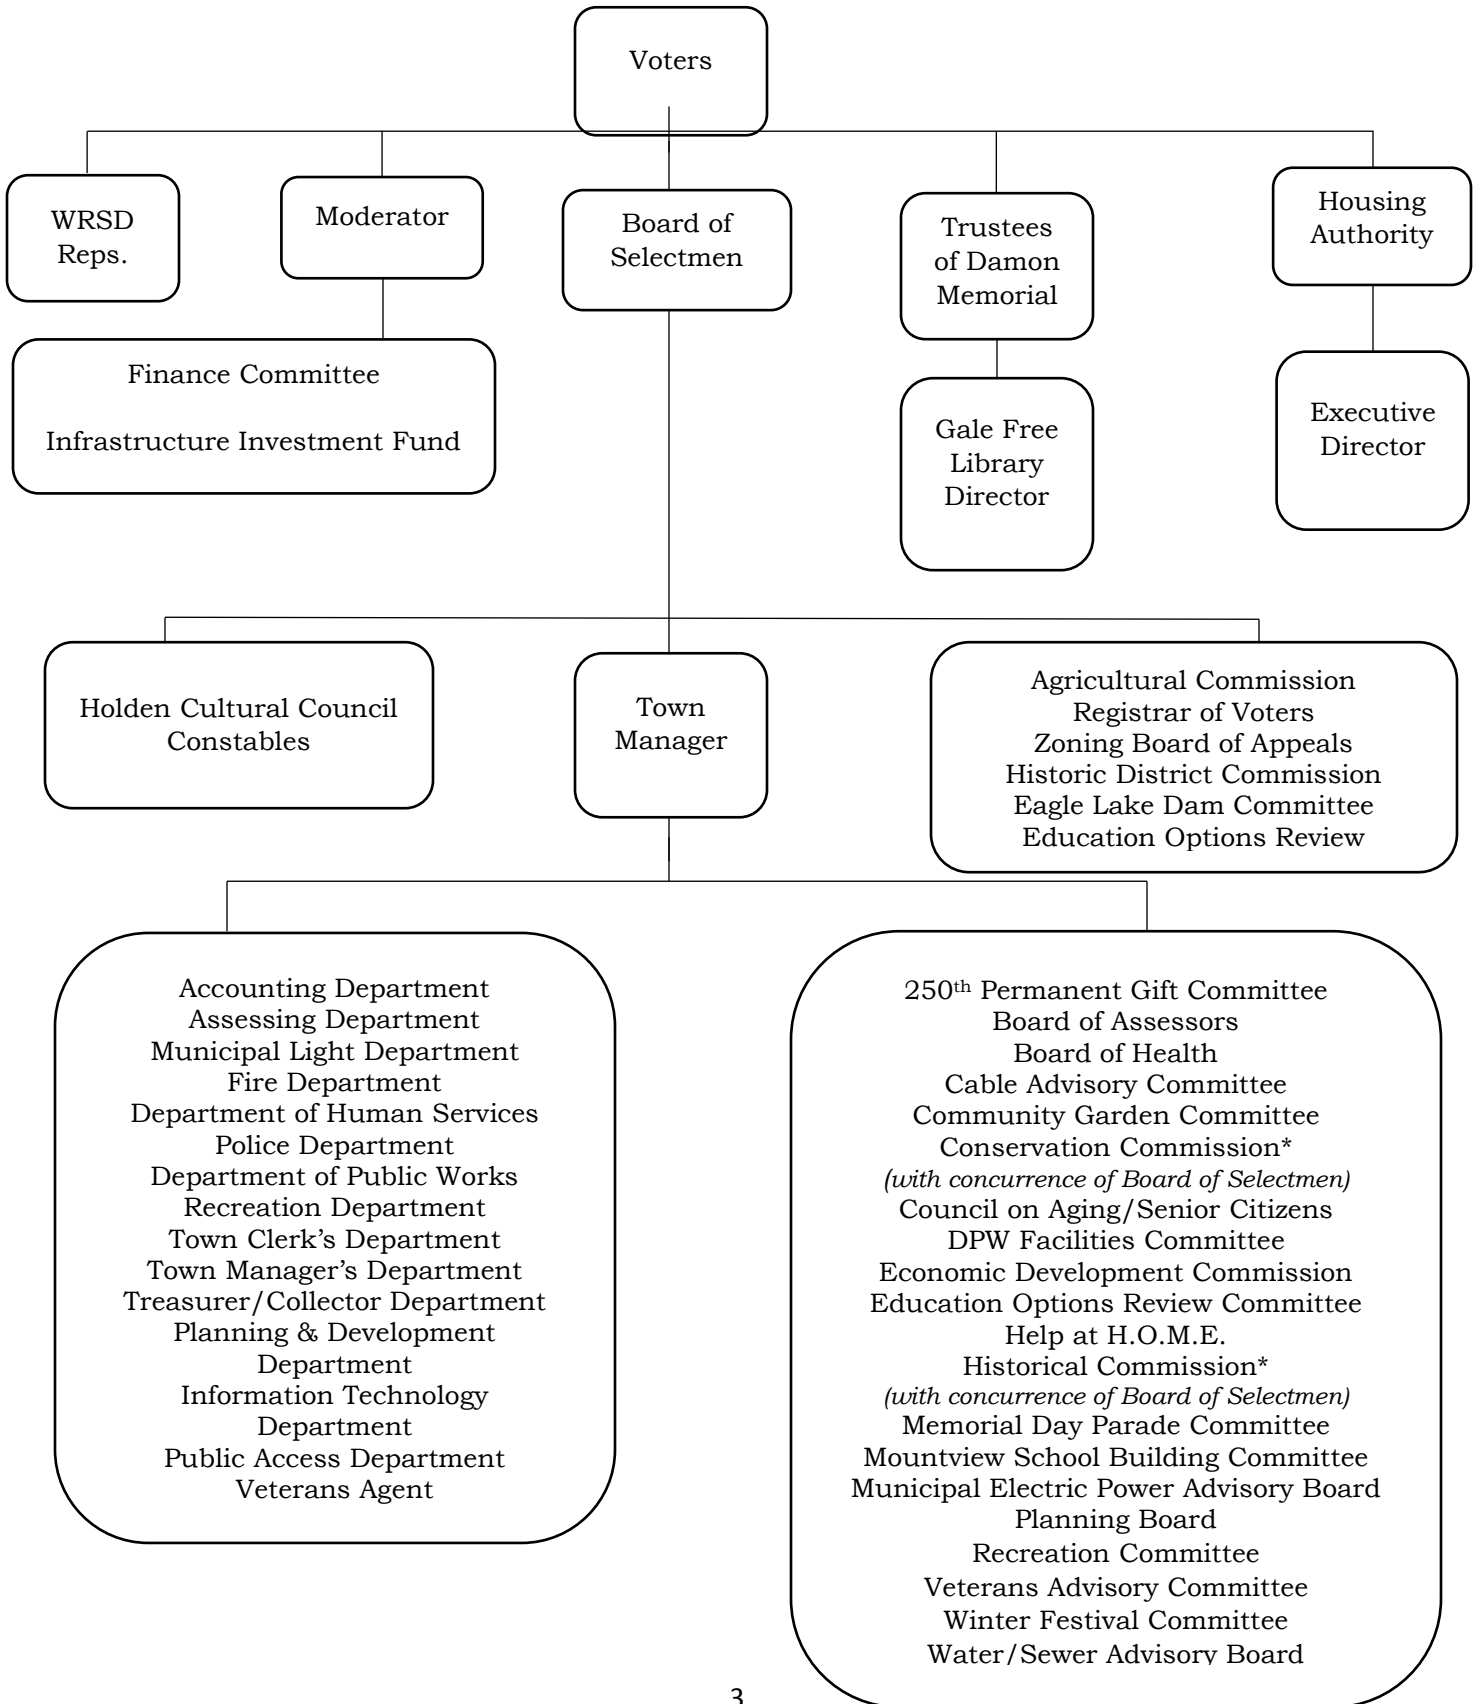 Voters
WRSD
Reps.
Moderator
Board of
Selectmen
Trustees
of Damon
Memorial
Housing
Authority
Finance Committee
Infrastructure Investment Fund
Gale Free
Library
Director
Executive
Director
Holden Cultural Council
Constables
Town
Manager
Agricultural Commission
Registrar of Voters
Zoning Board of Appeals
Historic District Commission
Eagle Lake Dam Committee
Education Options Review
Accounting Department
Assessing Department
Municipal Light Department
Fire Department
Department of Human Services
Police Department
Department of Public Works
Recreation Department
Town Clerk’s Department
Town Manager’s Department
Treasurer/Collector Department
Planning & Development
Department
Information Technology
Department
Public Access Department
Veterans Agent
250th Permanent Gift Committee
Board of Assessors
Board of Health
Cable Advisory Committee
Community Garden Committee
Conservation Commission*
(with concurrence of Board of Selectmen)
Council on Aging/Senior Citizens
DPW Facilities Committee
Economic Development Commission
Education Options Review Committee
Help at H.O.M.E.
Historical Commission*
(with concurrence of Board of Selectmen)
Memorial Day Parade Committee
Mountview School Building Committee
Municipal Electric Power Advisory Board
Planning Board
Recreation Committee
Veterans Advisory Committee
Winter Festival Committee
Water/Sewer Advisory Board
3